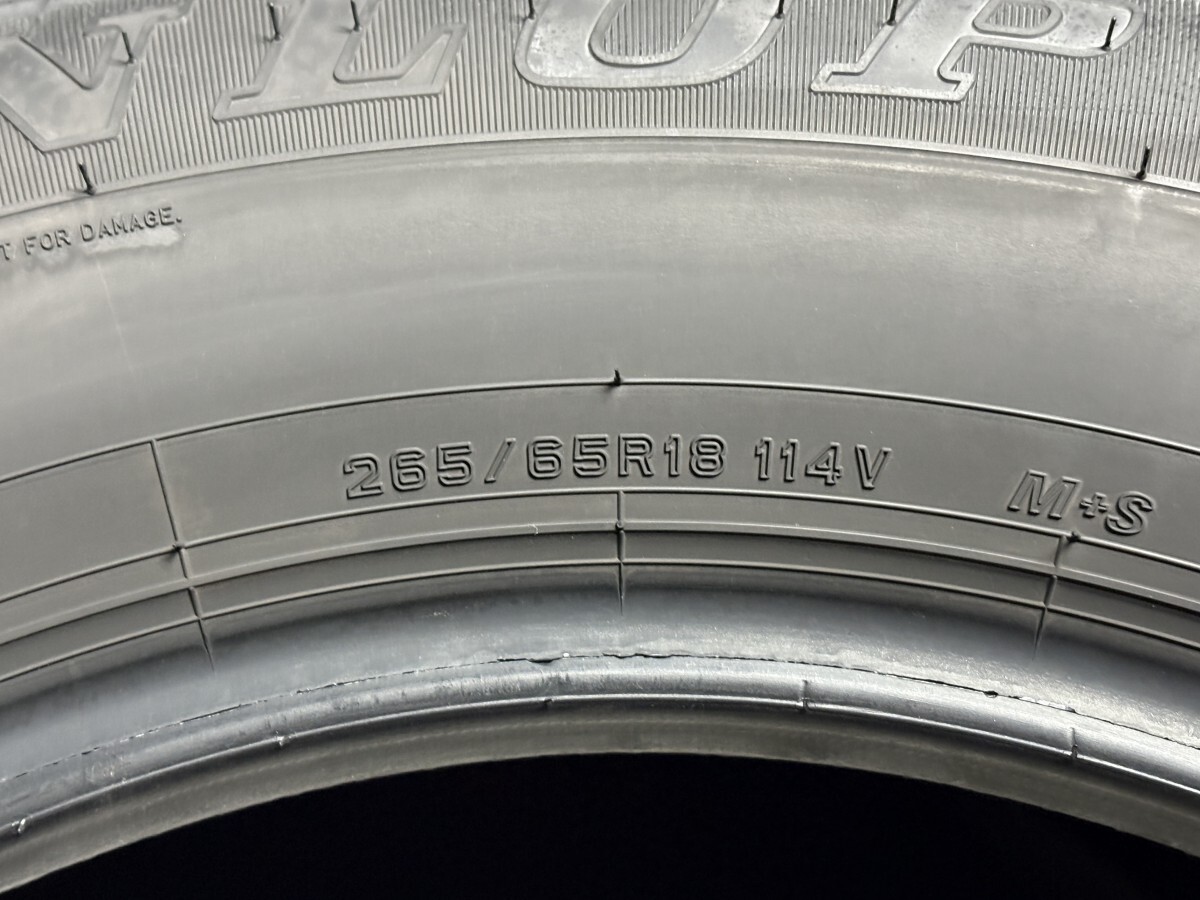 NLOP
T FOR DAMAGE.
265/65R18 114V M+S